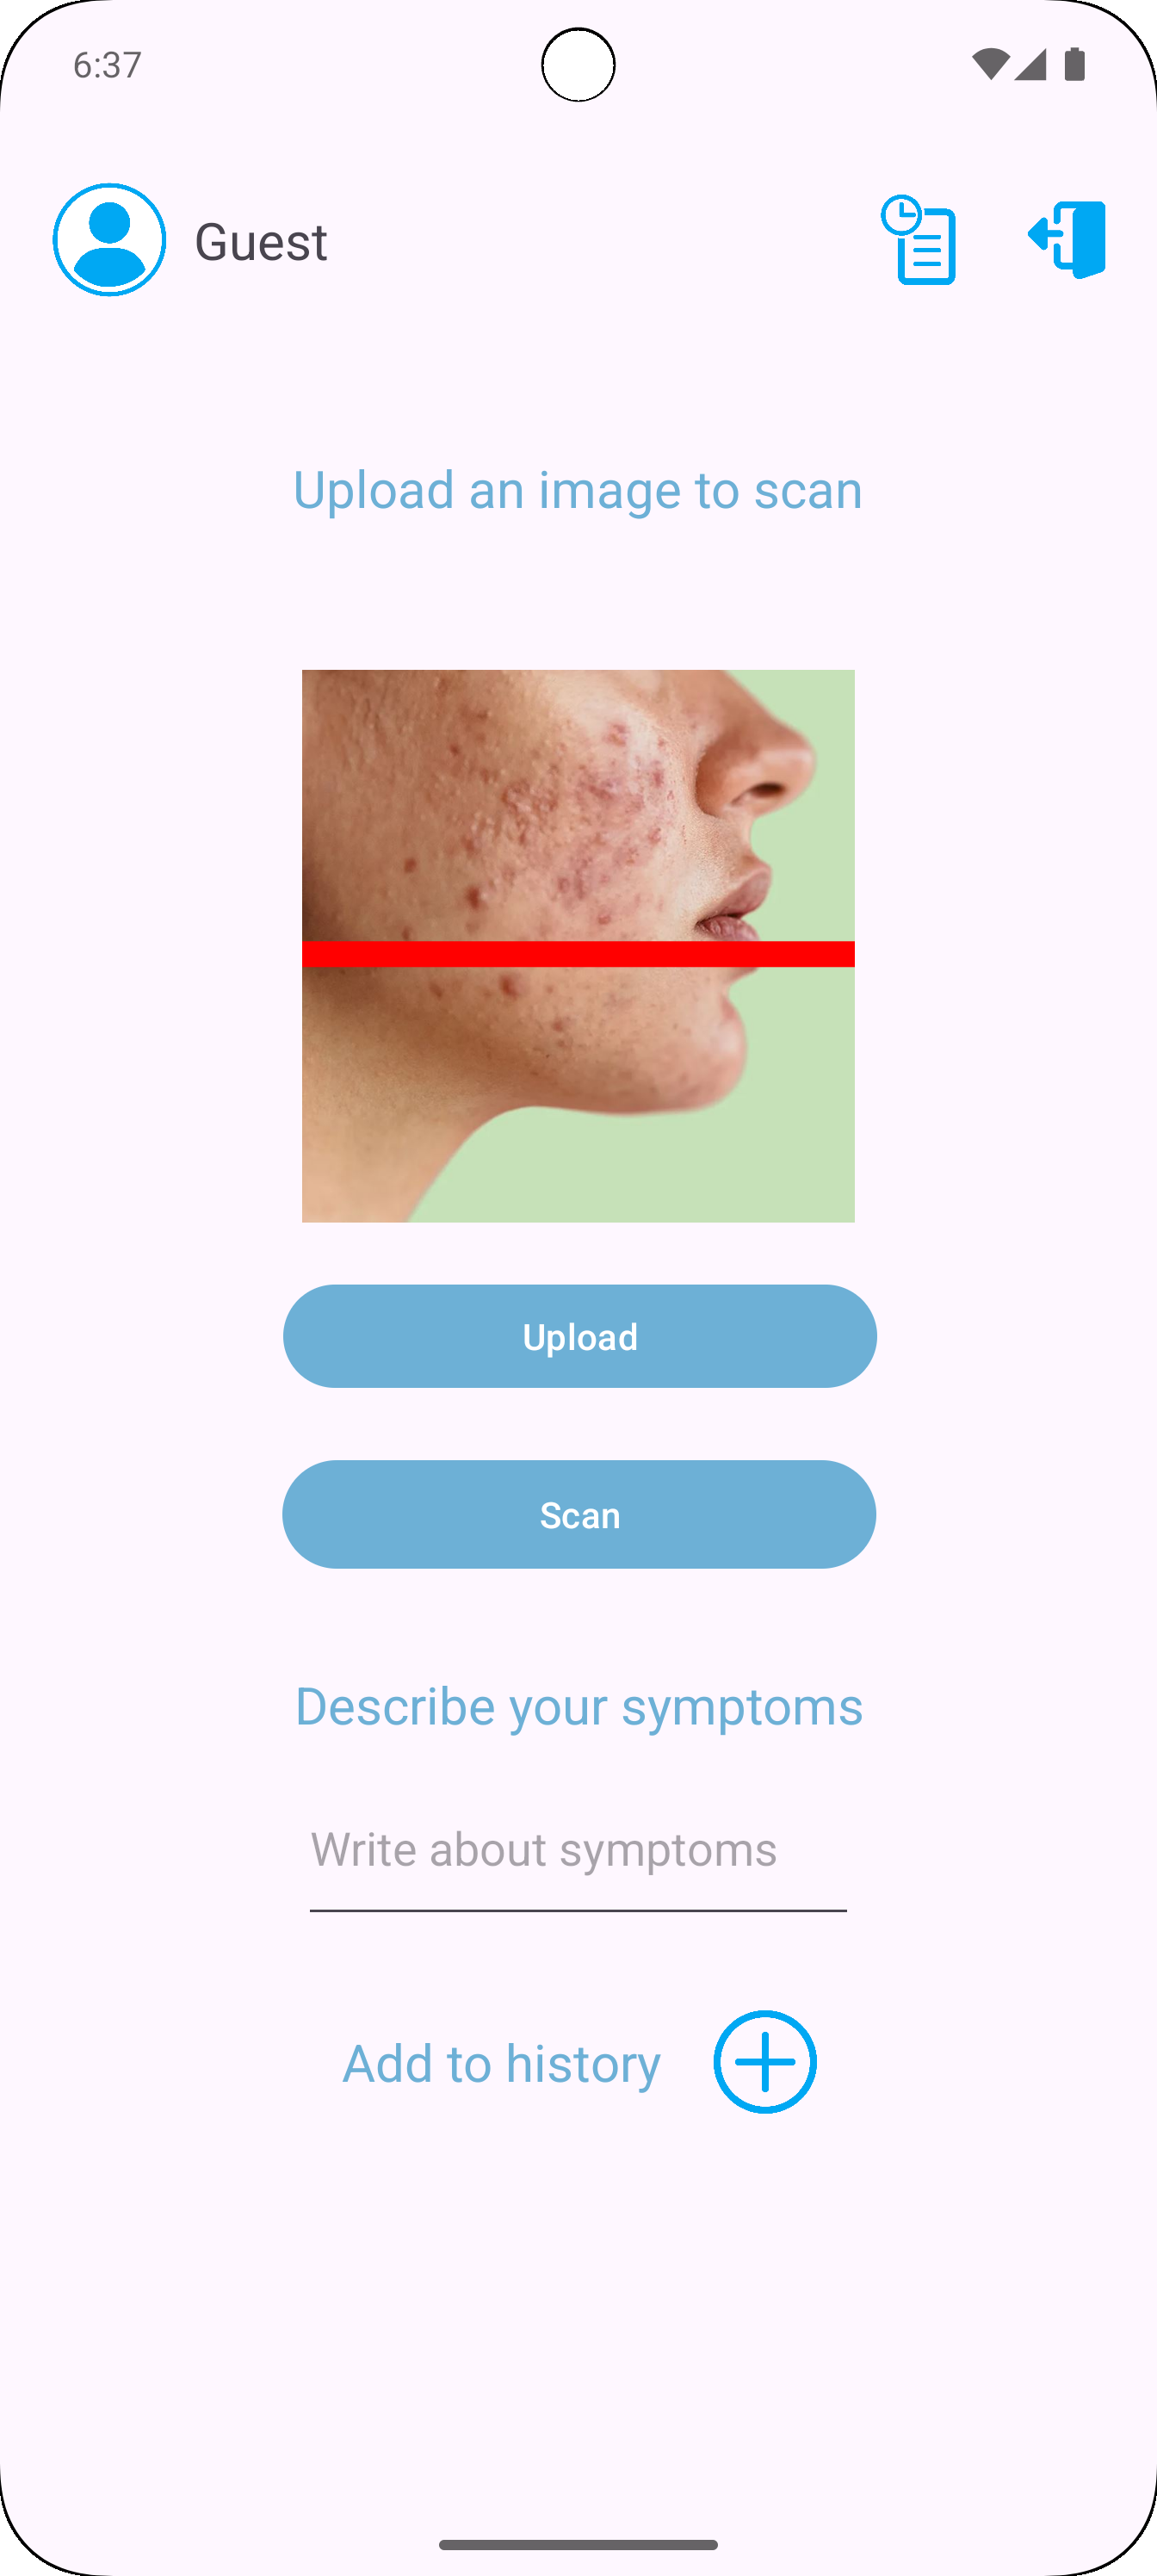 6:37
Guest
Upload an image to scan
Upload
Scan
Describe your symptoms
Write about symptoms
Add to history